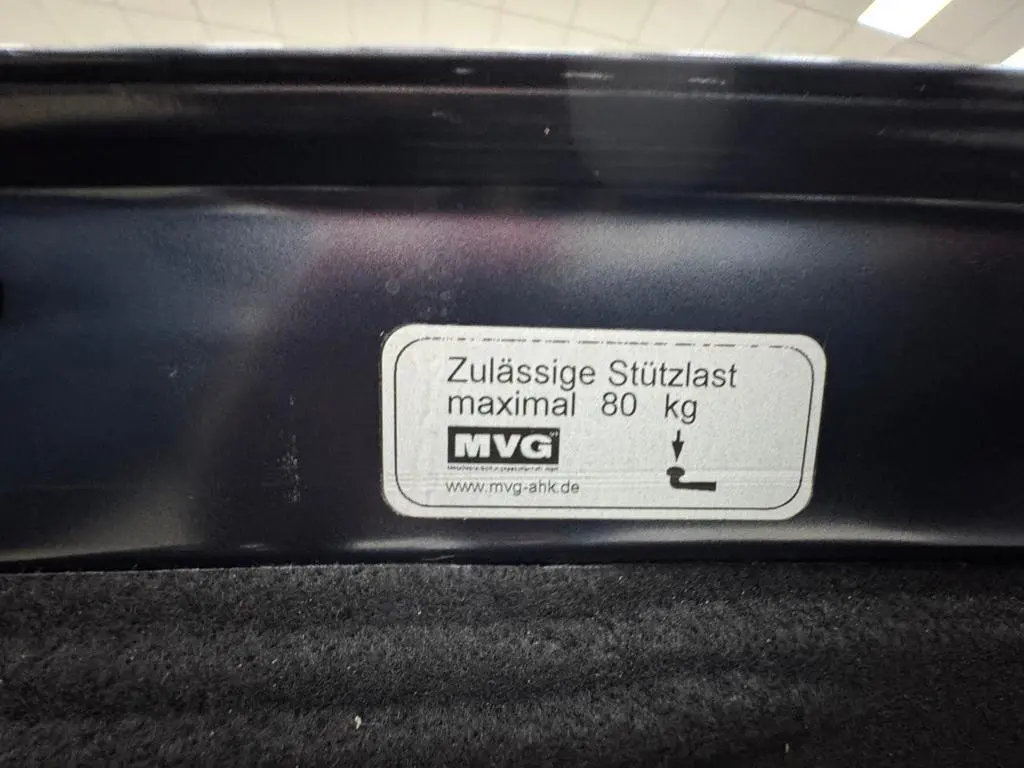 Zulässige Stützlast
maximal 80 kg
MVG
www.mvg-ahk.de